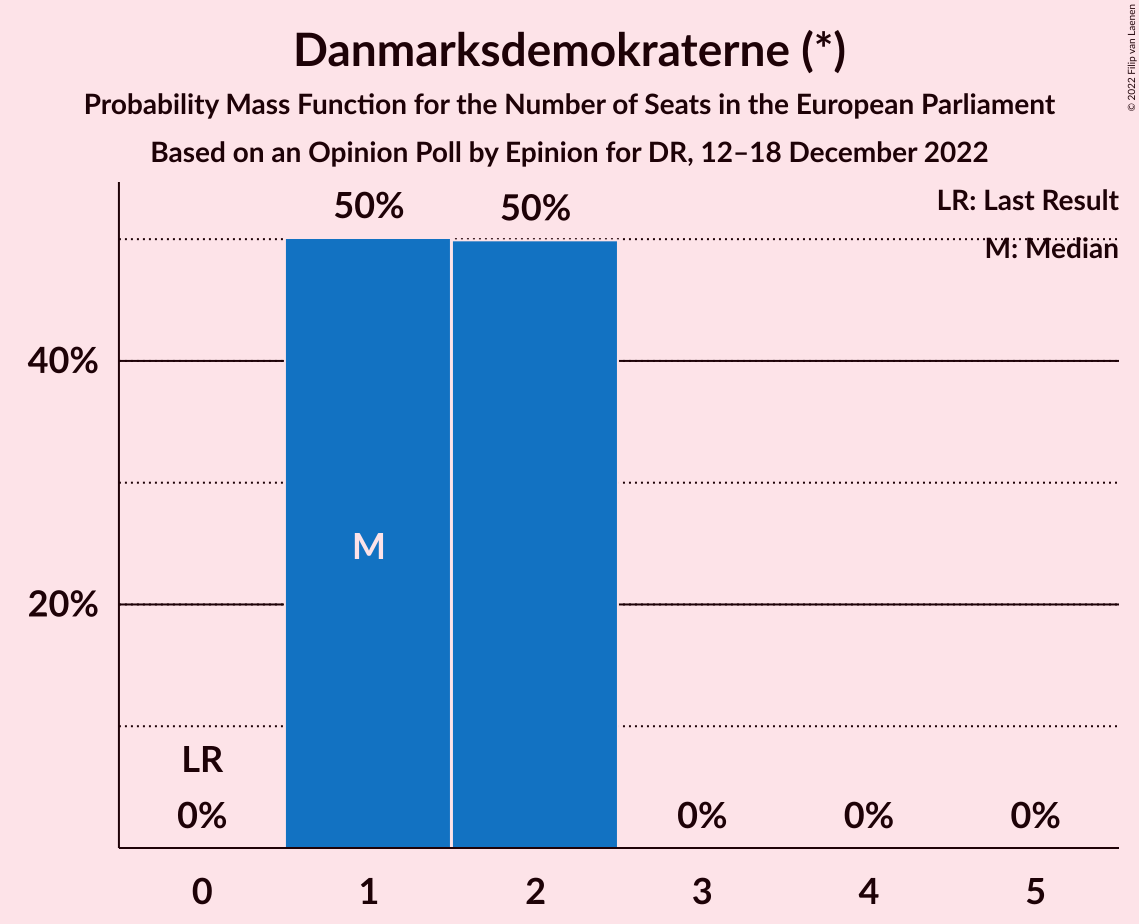 Danmarksdemokraterne (*)
Probability Mass Function for the Number of Seats in the European Parliament
Based on an Opinion Poll by Epinion for DR, 12–18 December 2022
© 2022 Filip van Laenen
LR: Last Result
M: Median
50%
50%
40%
M
20%
LR
0%
0%
0%
0%
0
1
2
3
4
5